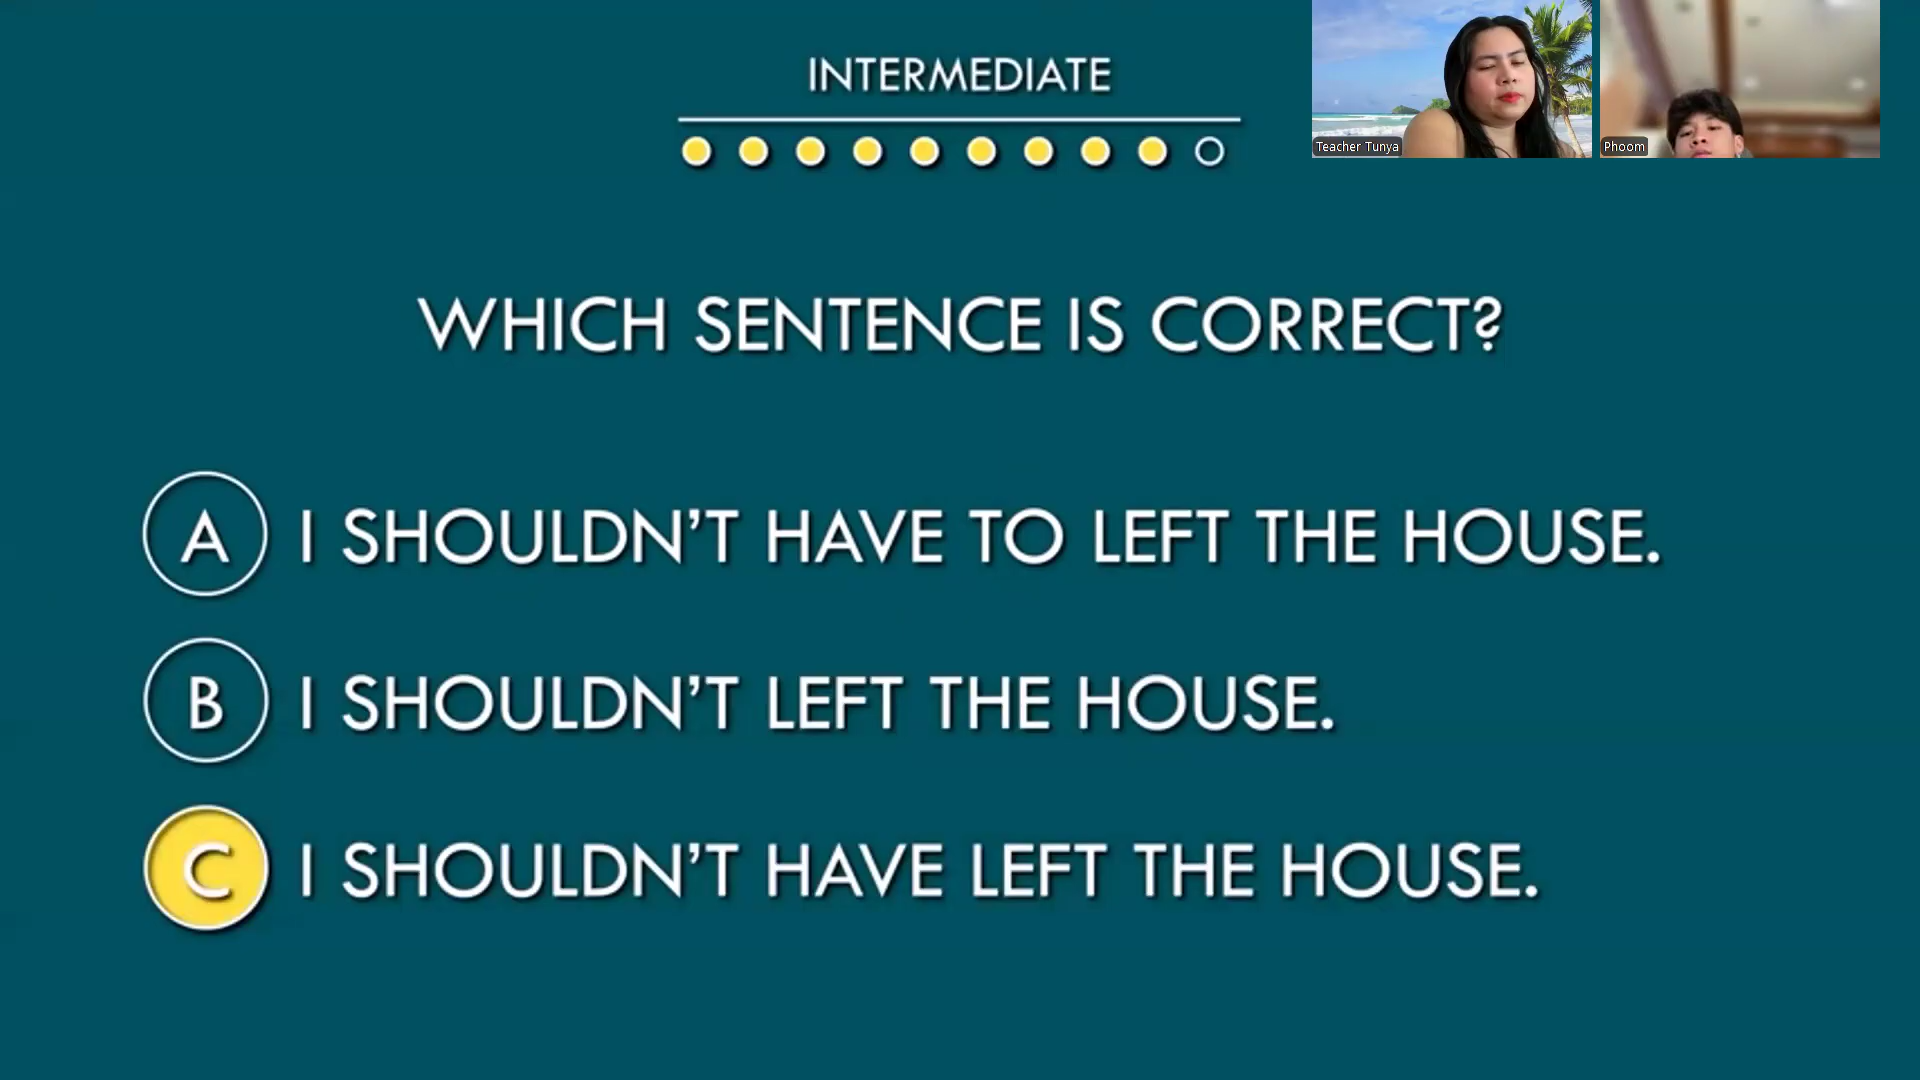 INTERMEDIATE
Teacher Tunya
Phoom
WHICH SENTENCE IS CORRECT?
A I SHOULDN'T HAVE TO LEFT THE HOUSE.
B I SHOULDN'T LEFT THE HOUSE.
C I SHOULDN'T HAVE LEFT THE HOUSE.